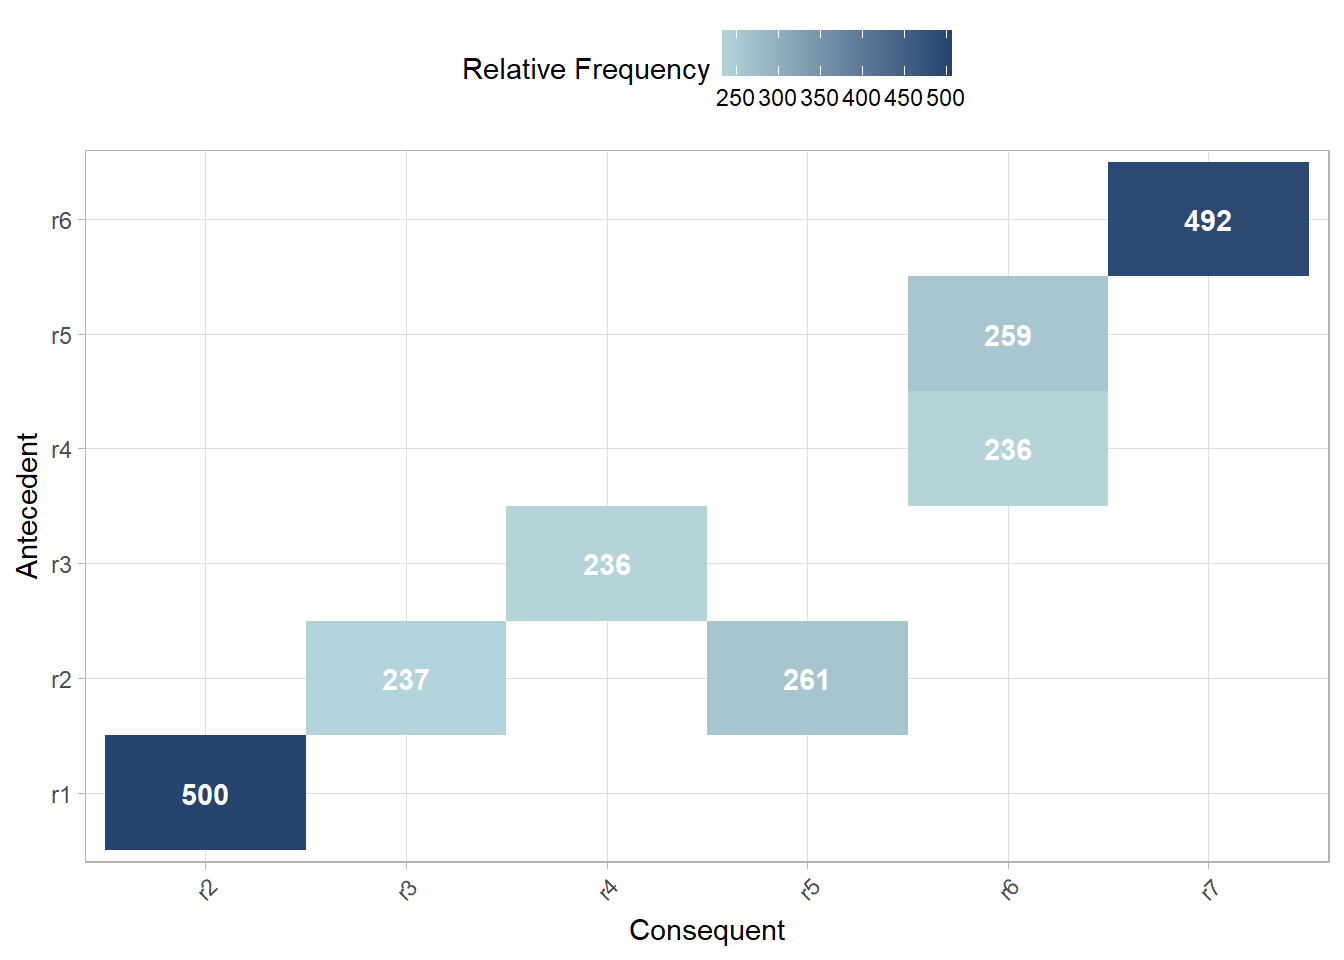 Relative Frequency
250 300 350 400 450 500
Antecedent
r6
492
r5
259
r4
236
r3
236
r2
237
261
r1
500
r2 r3 r4 r5 r6 r7
Consequent